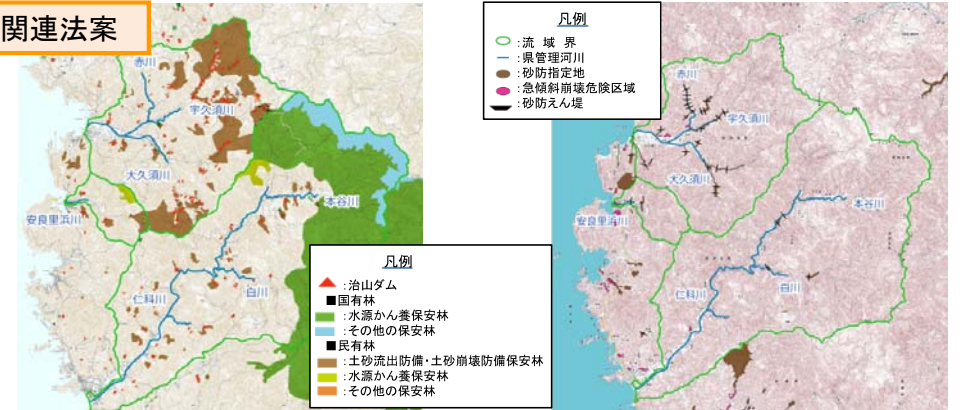 関連法案
赤川
宇久須川
大久須川
安良里浜川
本谷川
仁科川
白川
凡例
:治山ダム
■国有林
:水源かん養保安林
:その他の保安林
■民有林
:土砂流出防備・土砂崩壊防備保安林
:水源かん養保安林
:その他の保安林
凡例
:流 域 界
:県管理河川
:砂防指定地
:急傾斜崩壊危険区域
:砂防えん堤
赤川
宇久須川
大久須川
安良里浜川
本谷川
仁科川
白川